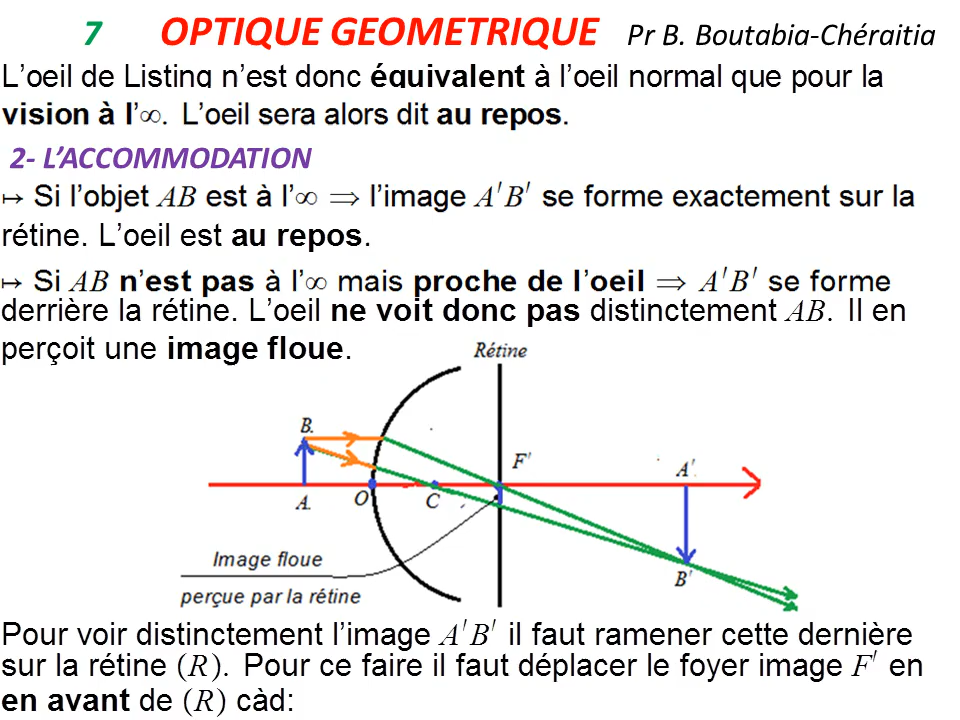 7 OPTIQUE GEOMETRIQUE Pr B. Boutabia-Chéraitia
L'oeil de Listing n'est donc équivalent à l'oeil normal que pour la
vision à l'∞. L'oeil sera alors dit au repos.
2- L'ACCOMMODATION
↦ Si l'objet AB est à l'∞ ⇒ l'image A'B' se forme exactement sur la
rétine. L'oeil est au repos.
↦ Si AB n'est pas à l'∞ mais proche de l'oeil ⇒ A'B' se forme
derrière la rétine. L'oeil ne voit donc pas distinctement AB. Il en
perçoit une image floue.
Rétine
B.
F'
A'.
A.
O
C
Image floue
perçue par la rétine
B'
Pour voir distinctement l'image A'B' il faut ramener cette dernière
sur la rétine (R). Pour ce faire il faut déplacer le foyer image F' en
en avant de (R) càd: